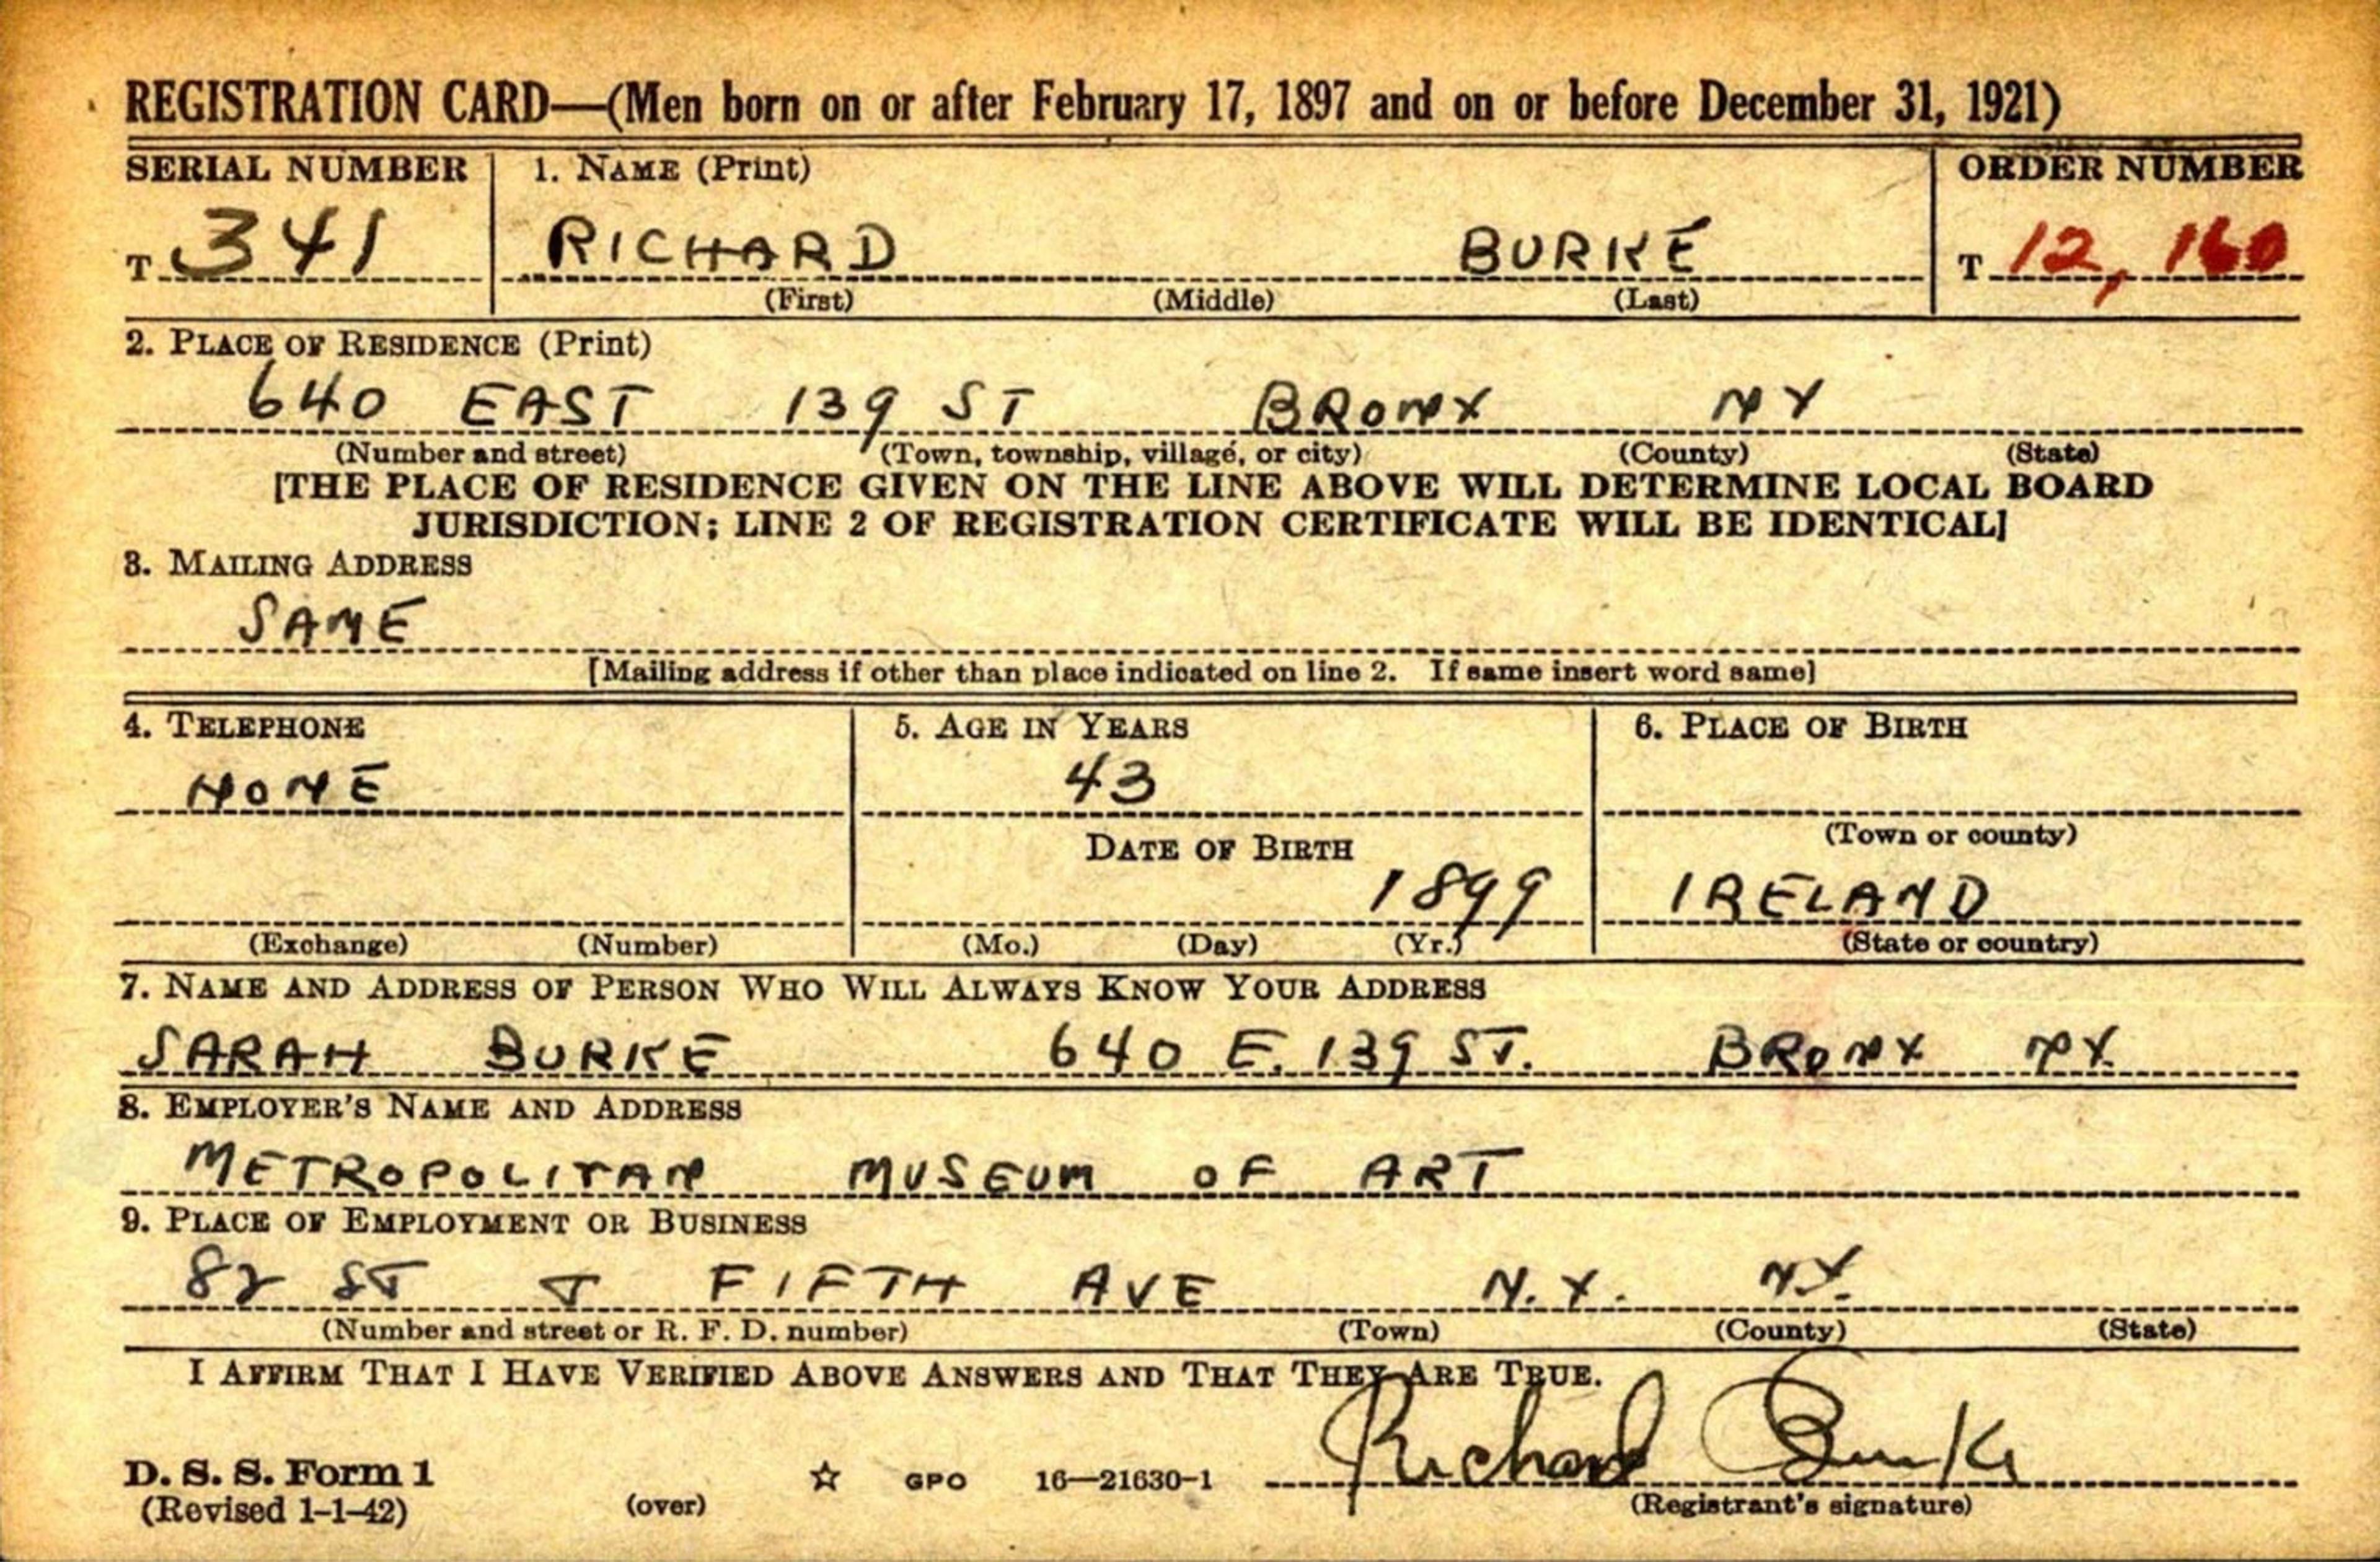 REGISTRATION CARD—(Men born on or after February 17, 1897 and on or before December 31, 1921)
SERIAL NUMBER 1. NAME (Print) ORDER NUMBER
T 341 RICHARD BURKE T 12,160
(First) (Middle) (Last)
2. PLACE OF RESIDENCE (Print)
640 EAST 139 ST BRONX NY
(Number and street) (Town, township, village, or city) (County) (State)
[THE PLACE OF RESIDENCE GIVEN ON THE LINE ABOVE WILL DETERMINE LOCAL BOARD
JURISDICTION; LINE 2 OF REGISTRATION CERTIFICATE WILL BE IDENTICAL]
3. MAILING ADDRESS
SAME
[Mailing address if other than place indicated on line 2. If same insert word same]
4. TELEPHONE 5. AGE IN YEARS 6. PLACE OF BIRTH
NONE 43
(Town or county)
DATE OF BIRTH
1899 IRELAND
(Exchange) (Number) (Mo.) (Day) (Yr.) (State or country)
7. NAME AND ADDRESS OF PERSON WHO WILL ALWAYS KNOW YOUR ADDRESS
SARAH BURKE 640 E. 139 ST. BRONX NY
8. EMPLOYER'S NAME AND ADDRESS
METROPOLITAN MUSEUM OF ART
9. PLACE OF EMPLOYMENT OR BUSINESS
82 ST FIFTH AVE N.Y. NY.
(Number and street or R. F. D. number) (Town) (County) (State)
I AFFIRM THAT I HAVE VERIFIED ABOVE ANSWERS AND THAT THEY ARE TRUE.
Richard Burke
D. S. S. Form 1 ☆ GPO 16—21630-1
(Revised 1-1-42) (over) (Registrant's signature)